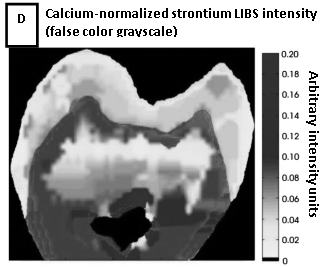 D
Calcium-normalized strontium LIBS intensity
(false color grayscale)
0.20
0.18
0.16
0.14
0.12
0.10
0.08
0.06
0.04
0.02
0
Arbitrary intensity units